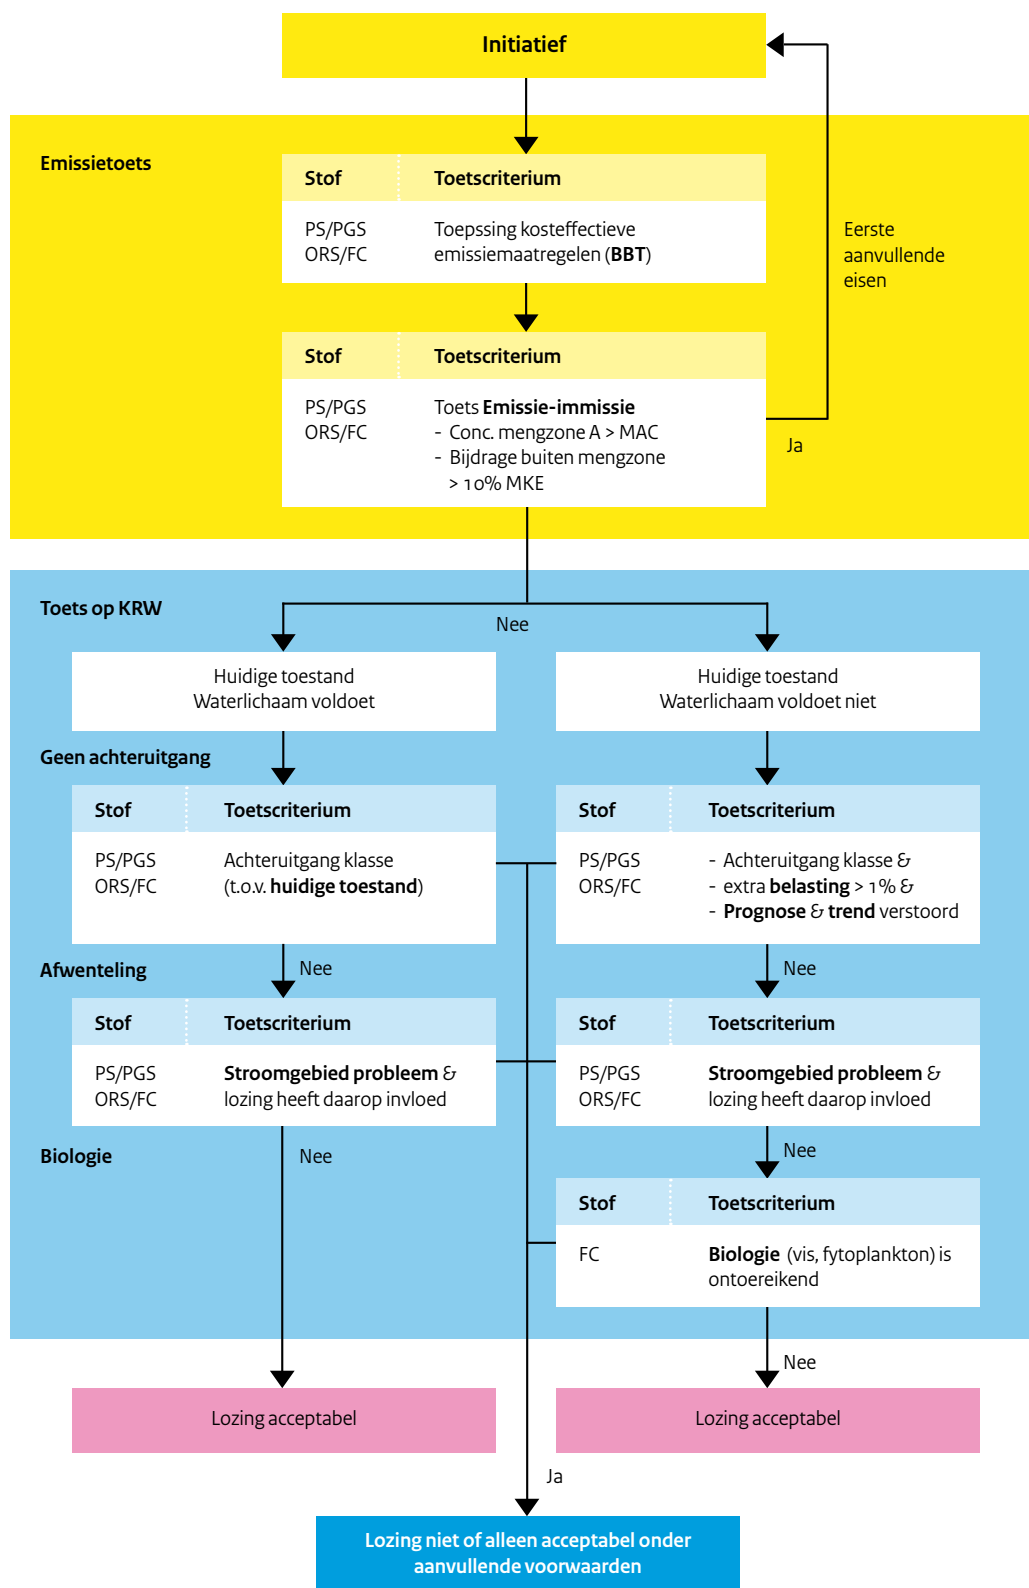 Initiatief
Emissietoets
Stof Toetscriterium
PS/PGS Toepssing kosteffectieve
ORS/FC emissiemaatregelen (BBT)
Eerste
aanvullende
eisen
Stof Toetscriterium
PS/PGS Toets Emissie-immissie
ORS/FC - Conc. mengzone A > MAC
- Bijdrage buiten mengzone
> 10% MKE
Ja
Toets op KRW
Nee
Huidige toestand
Waterlichaam voldoet
Huidige toestand
Waterlichaam voldoet niet
Geen achteruitgang
Stof Toetscriterium
PS/PGS Achteruitgang klasse
ORS/FC (t.o.v. huidige toestand)
Stof Toetscriterium
PS/PGS - Achteruitgang klasse &
ORS/FC - extra belasting > 1% &
- Prognose & trend verstoord
Afwenteling
Nee
Nee
Stof Toetscriterium
PS/PGS Stroomgebied probleem &
ORS/FC lozing heeft daarop invloed
Stof Toetscriterium
PS/PGS Stroomgebied probleem &
ORS/FC lozing heeft daarop invloed
Biologie
Nee
Nee
Stof Toetscriterium
FC Biologie (vis, fytoplankton) is
ontoereikend
Nee
Lozing acceptabel
Lozing acceptabel
Ja
Lozing niet of alleen acceptabel onder
aanvullende voorwaarden